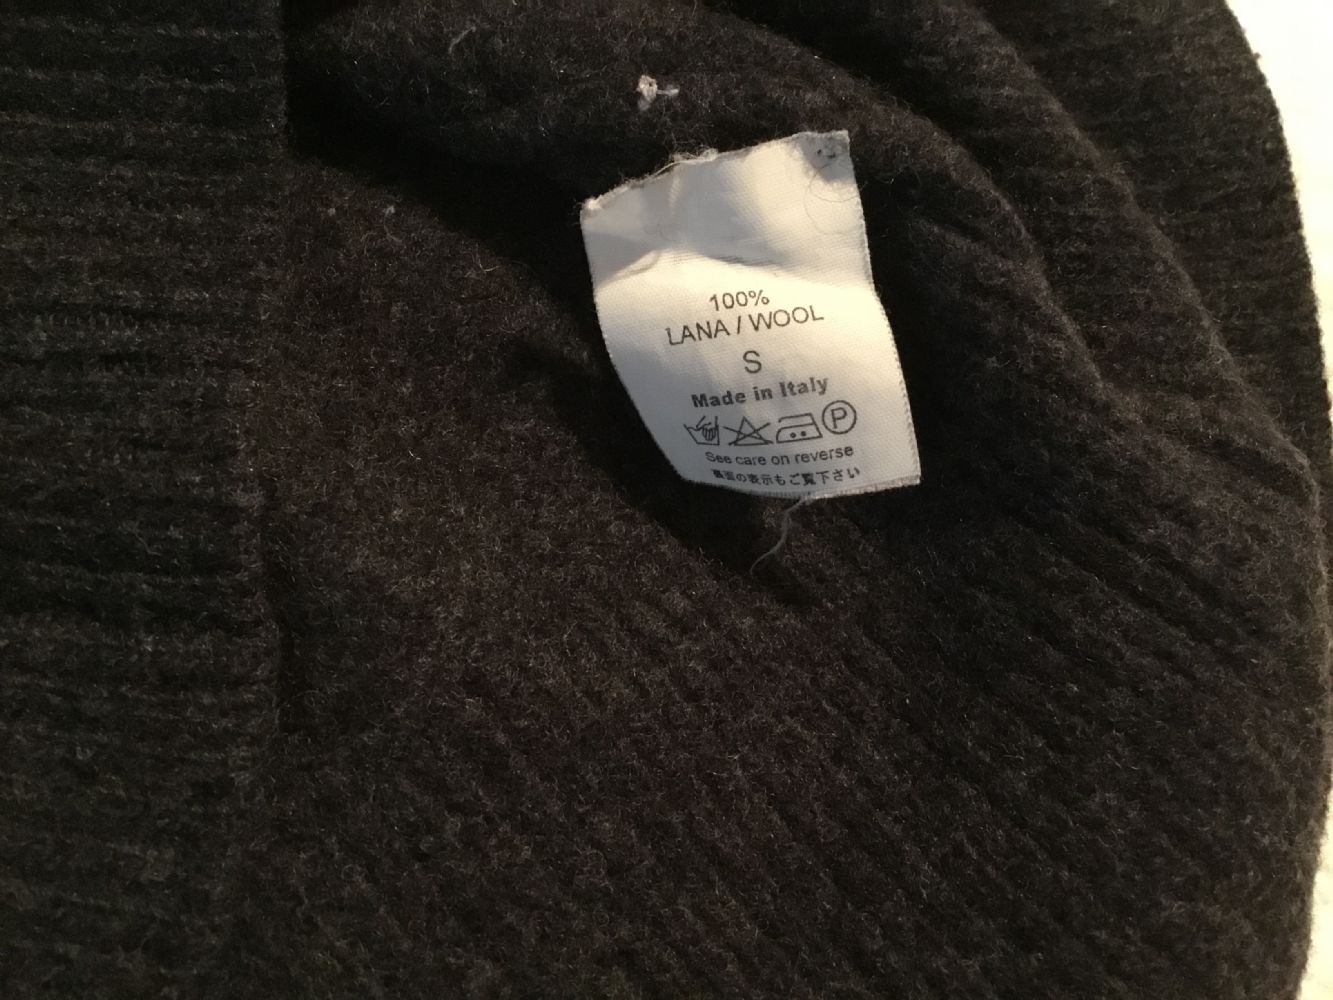 100%
LANA / WOOL
S
Made in Italy
P
See care on reverse
裏面の表示もご覧下さい